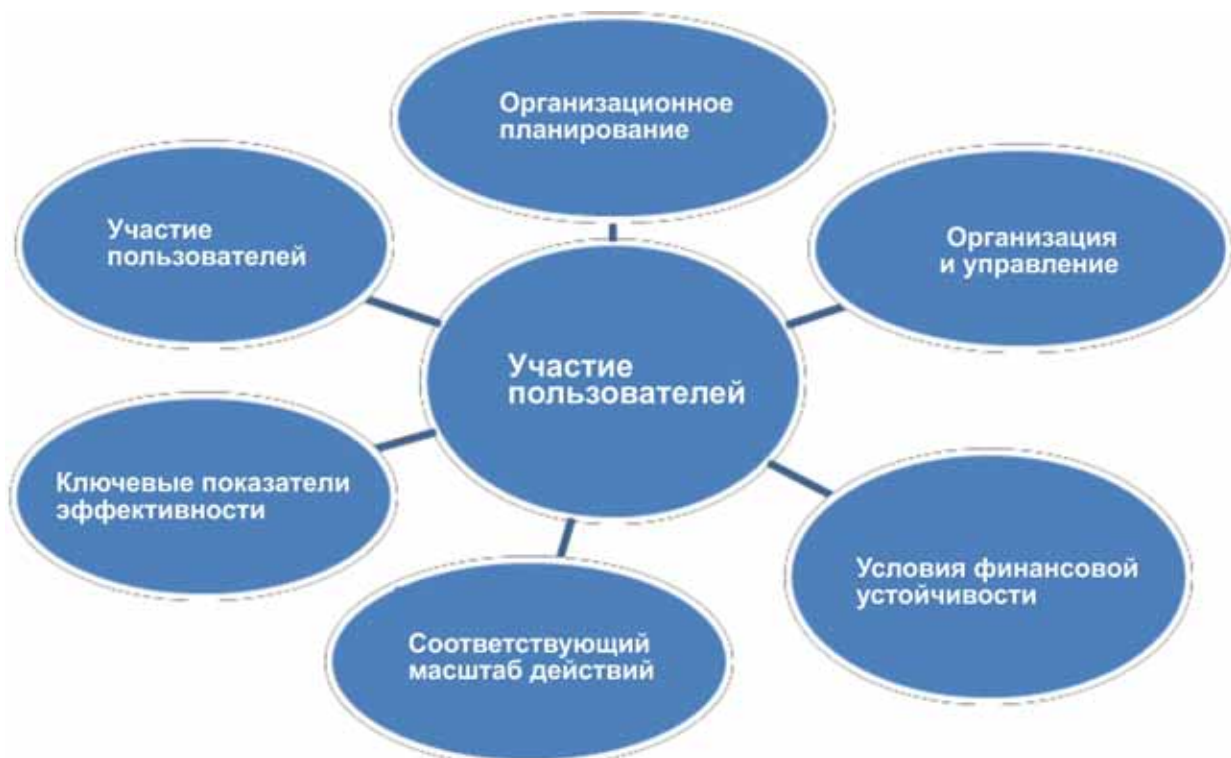 Организационное
планирование
Участие
пользователей
Организация
и управление
Участие
пользователей
Ключевые показатели
эффективности
Условия финансовой
устойчивости
Соответствующий
масштаб действий